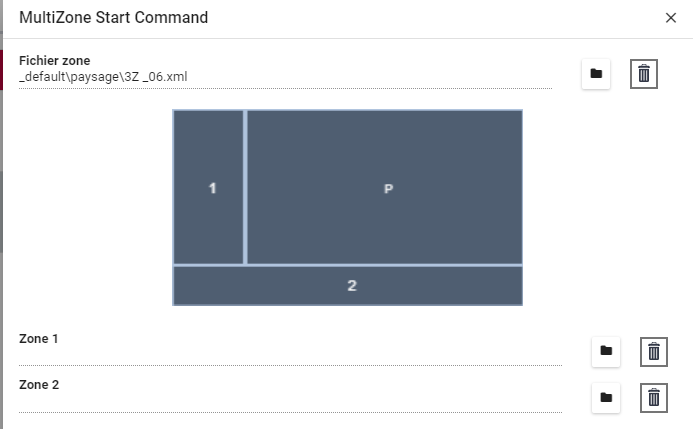 MultiZone Start Command
Fichier zone
_default\paysage\3Z _06.xml
1
P
2
Zone 1
Zone 2